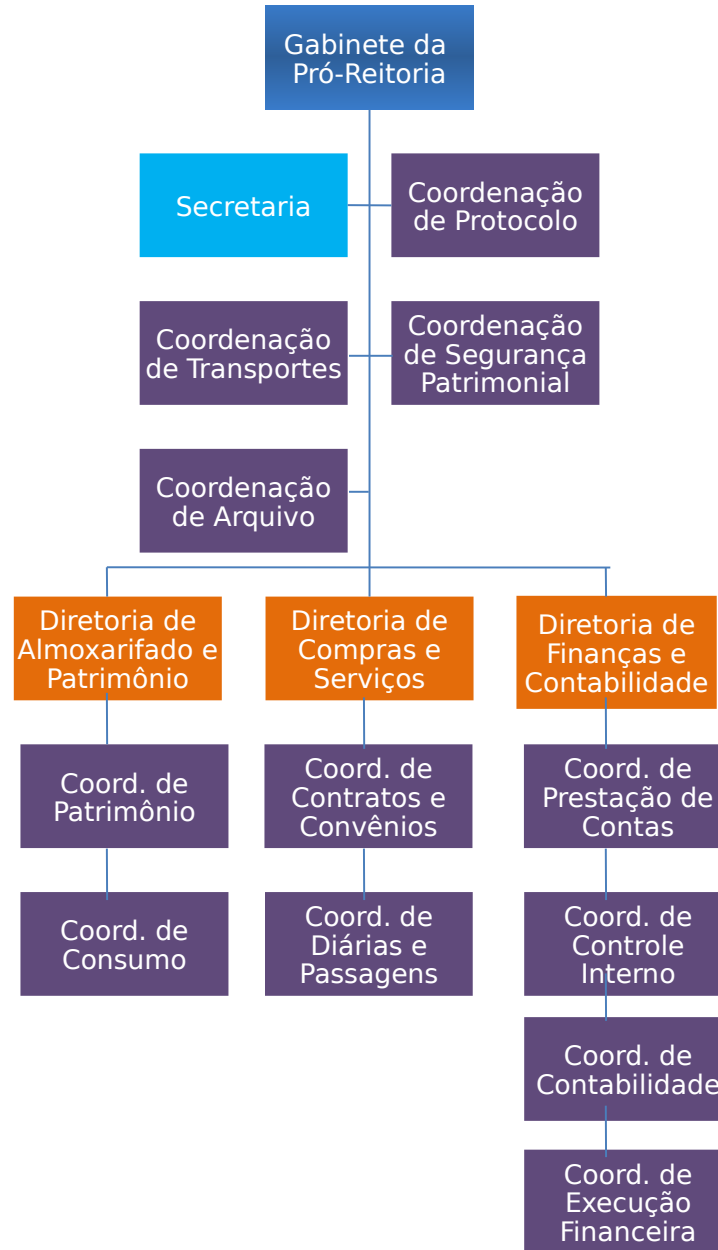 Gabinete da
Pró-Reitoria
Secretaria
Coordenação
de Protocolo
Coordenação
de Transportes
Coordenação
de Segurança
Patrimonial
Coordenação
de Arquivo
Diretoria de
Almoxarifado e
Patrimônio
Diretoria de
Compras e
Serviços
Diretoria de
Finanças e
Contabilidade
Coord. de
Patrimônio
Coord. de
Contratos e
Convênios
Coord. de
Prestação de
Contas
Coord. de
Consumo
Coord. de
Diárias e
Passagens
Coord. de
Controle
Interno
Coord. de
Contabilidade
Coord. de
Execução
Financeira